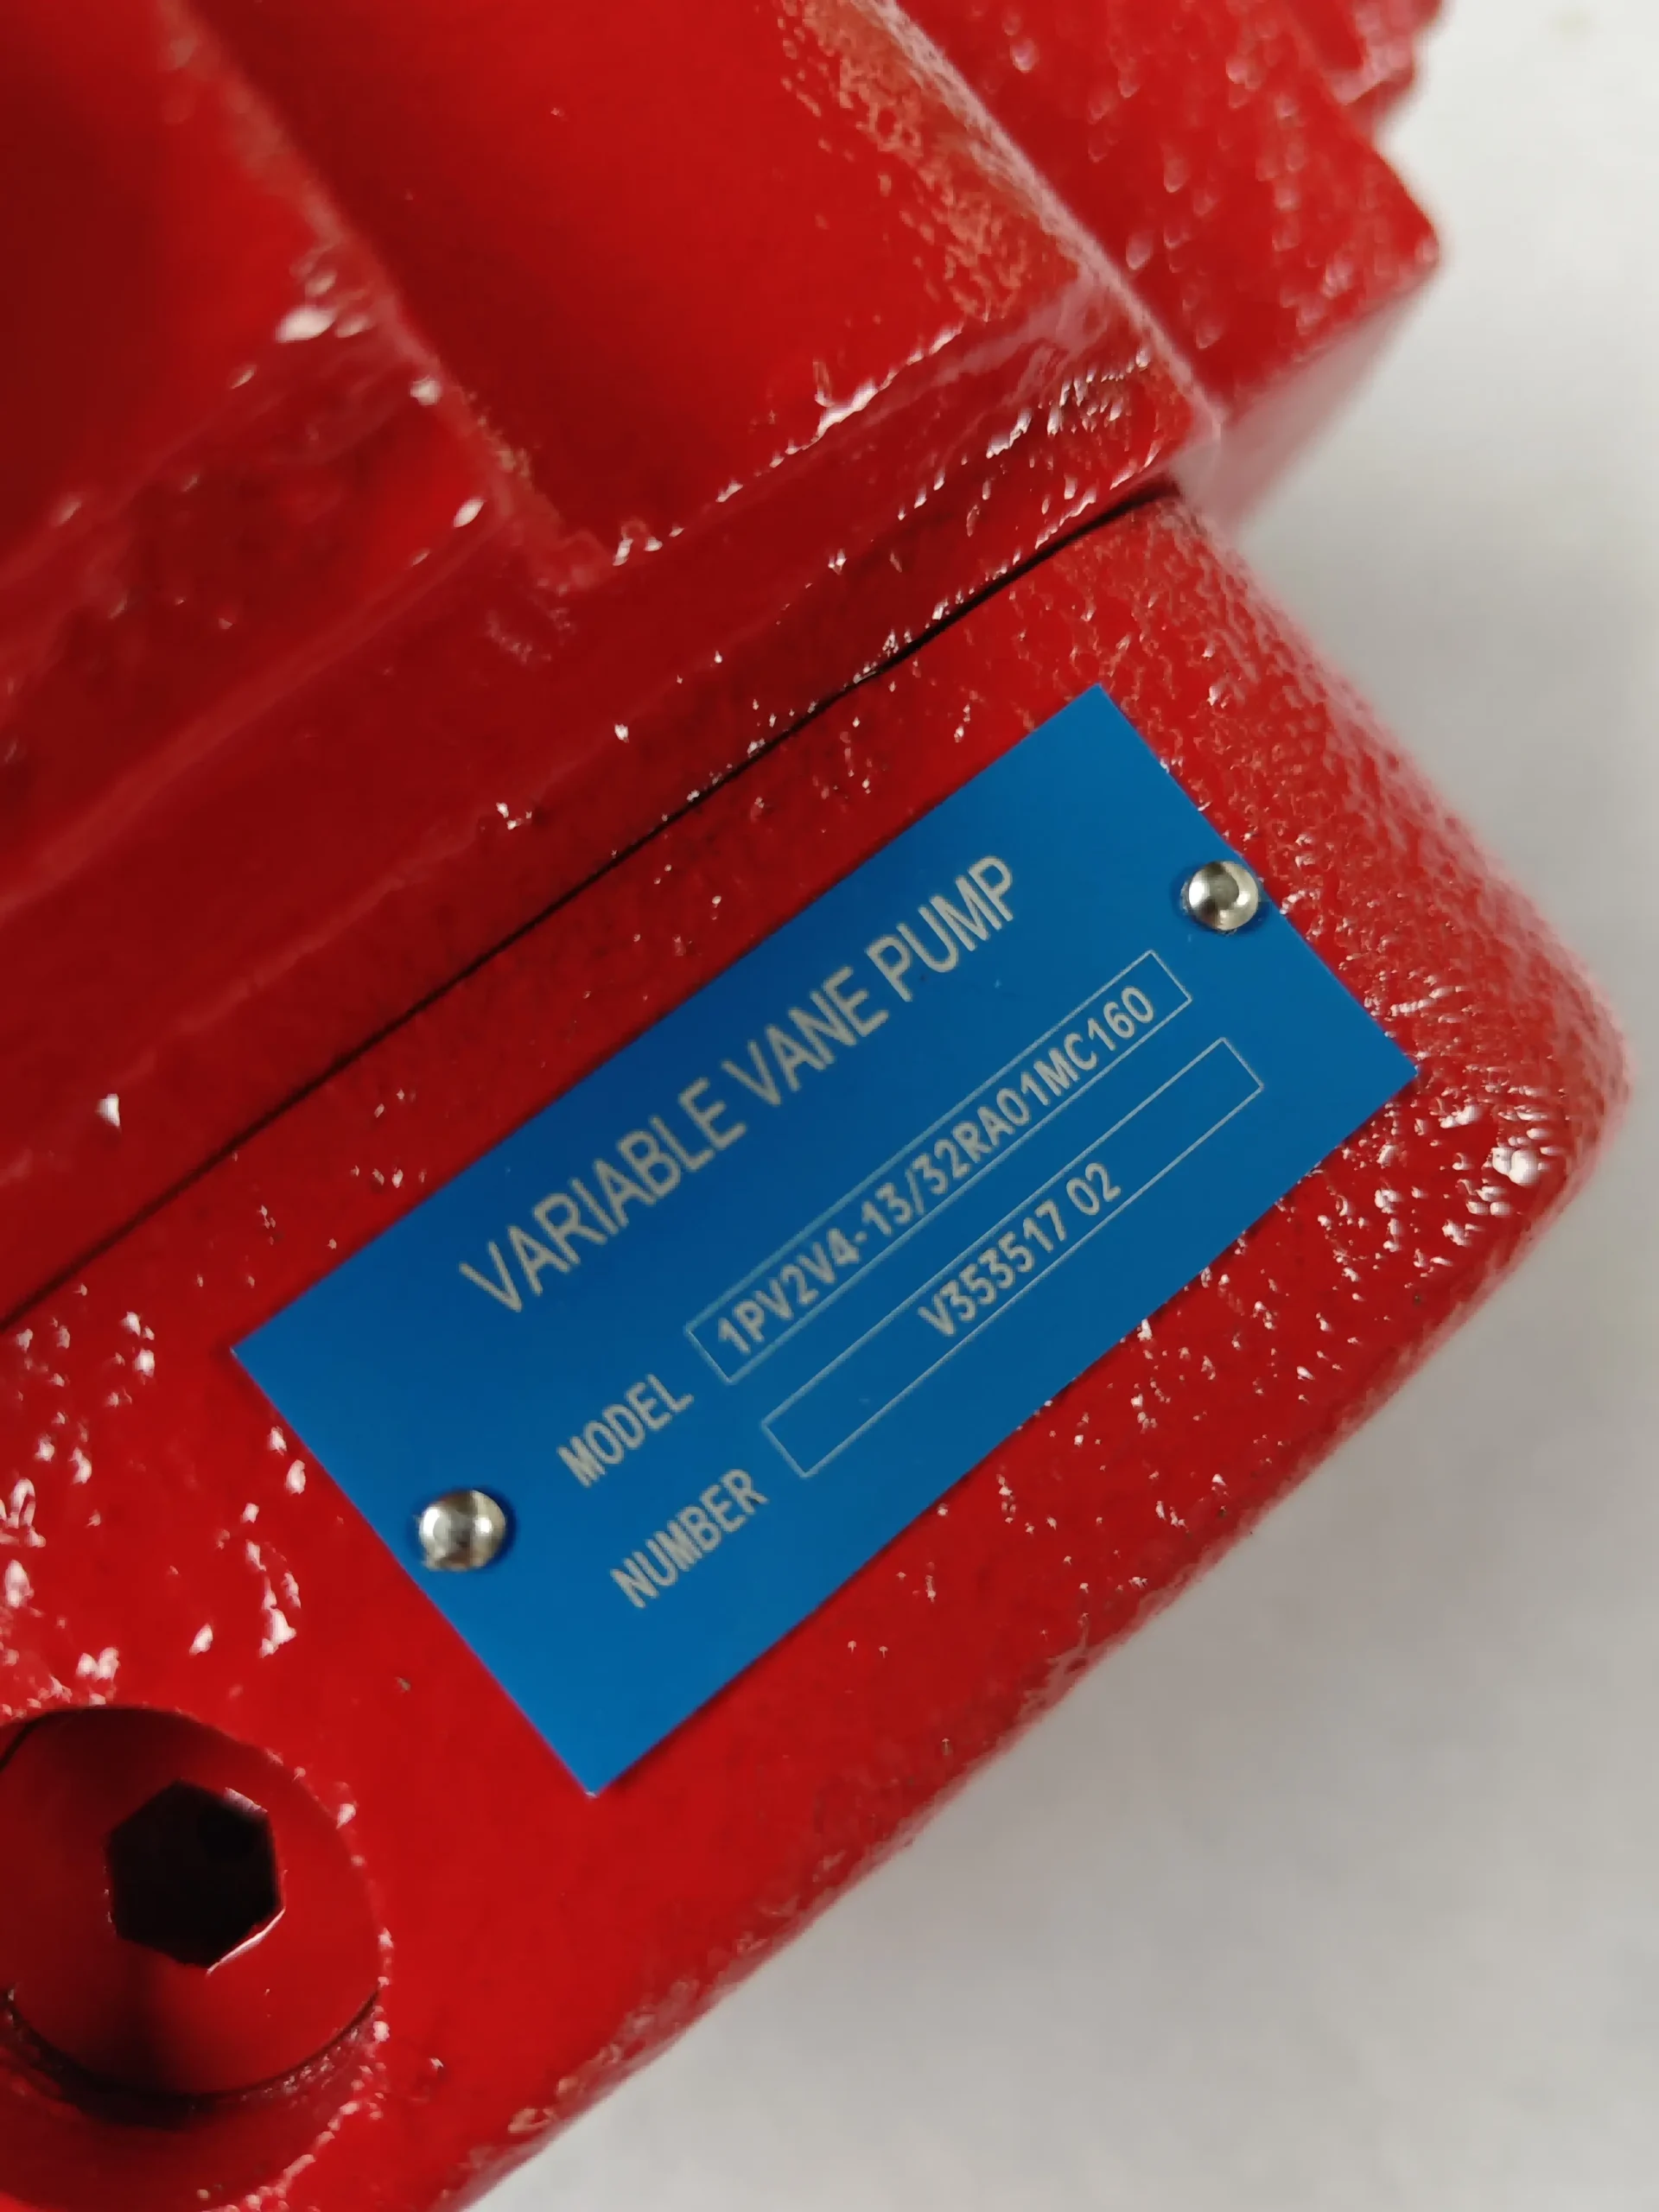 VARIABLE VANE PUMP
MODEL 1PV2V4-13/32RA01MC160
NUMBER V353517 02